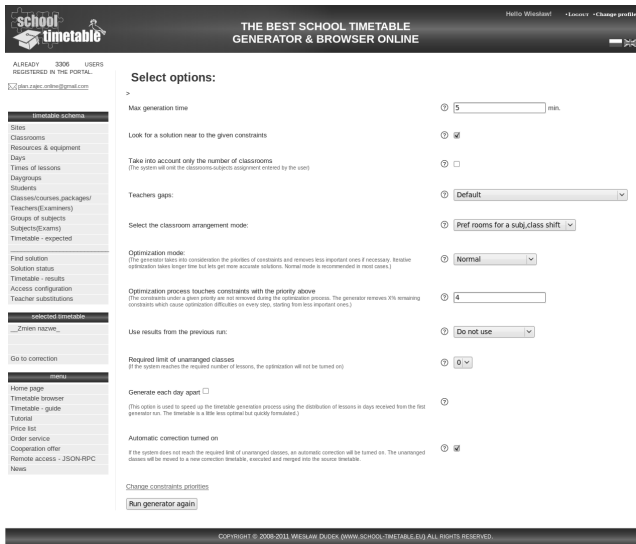 school
timetable
THE BEST SCHOOL TIMETABLE
GENERATOR & BROWSER ONLINE
Hello Wiesław!
•LOGOUT •Change profile
ALREADY 3306 USERS
REGISTERED IN THE PORTAL.
plan.zajec.online@gmail.com
timetable schema
Sites
Classrooms
Resources & equipment
Days
Times of lessons
Daygroups
Students
Classes/courses,packages/
Teachers(Examiners)
Groups of subjects
Subjects(Exams)
Timetable - expected
Find solution
Solution status
Timetable - results
Access configuration
Teacher substitutions
selected timetable
__Zmien nazwe_
Go to correction
menu
Home page
Timetable browser
Timetable - guide
Tutorial
Price list
Order service
Cooperation offer
Remote access - JSON-RPC
News
Select options:
>
Max generation time ? 5 min.
Look for a solution near to the given constraints ?
Take into account only the number of classrooms ?
(The system will omit the classrooms-subjects assignment entered by the user)
Teachers gaps: ? Default
Select the classroom arrangement mode: ? Pref rooms for a subj,class shift
Optimization mode: ? Normal
(The generator takes into consideration the priorities of constraints and removes less important ones if necessary. Iterative
optimization takes longer time but lets get more accurate solutions. Normal mode is recommended in most cases.)
Optimization process touches constraints with the priority above ? 4
(The constraints under a given priority are not removed during the optimization process. The generator removes X% remaining
constraints which cause optimization difficulties on every step, starting from less important ones.)
Use results from the previous run: ? Do not use
Required limit of unarranged classes ? 0
(If the system reaches the required number of lessons, the optimization will not be turned on)
Generate each day apart
(This option is used to speed up the timetable generation process using the distribution of lessons in days received from the first ?
generator run. The timetable is a little less optimal but quickly formulated.)
Automatic correction turned on
If the system does not reach the required limit of unarranged classes, an automatic correction will be turned on. The unarranged ?
classes will be moved to a new correction timetable, executed and merged into the source timetable.
Change constraints priorities
Run generator again
COPYRIGHT © 2008-2011 WIESŁAW DUDEK (WWW.SCHOOL-TIMETABLE.EU) ALL RIGHTS RESERVED.